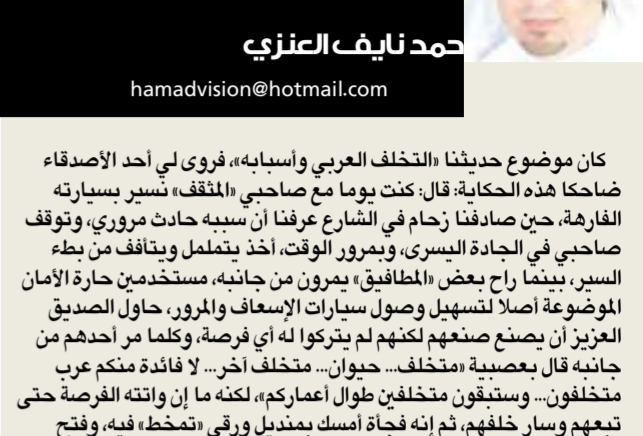 حمد نايف العنزي
hamadvision@hotmail.com
كان موضوع حديثنا «التخلف العربي وأسبابه»، فروى لي أحد الأصدقاء
ضاحكا هذه الحكاية: قال: كنت يوما مع صاحبي «المثقف» نسير بسيارته
الفارهة، حين صادفنا زحام في الشارع عرفنا أن سببه حادث مروري، وتوقف
صاحبي في الجادة اليسرى، وبمرور الوقت، أخذ يتململ ويتأفف من بطء
السير، بينما راح بعض «المطافيق» يمرون من جانبه، مستخدمين حارة الأمان
الموضوعة أصلا لتسهيل وصول سيارات الإسعاف والمرور، حاول الصديق
العزيز أن يصنع صنعهم لكنهم لم يتركوا له أي فرصة، وكلما مر أحدهم من
جانبه قال بعصبية «متخلف... حيوان... متخلف آخر... لا فائدة منكم عرب
متخلفون... وستبقون متخلفين طوال أعماركم»، لكنه ما إن واتته الفرصة حتى
تبعهم وسار خلفهم، ثم إنه فجأة أمسك بمنديل ورقي «تمخط» فيه، وفتح